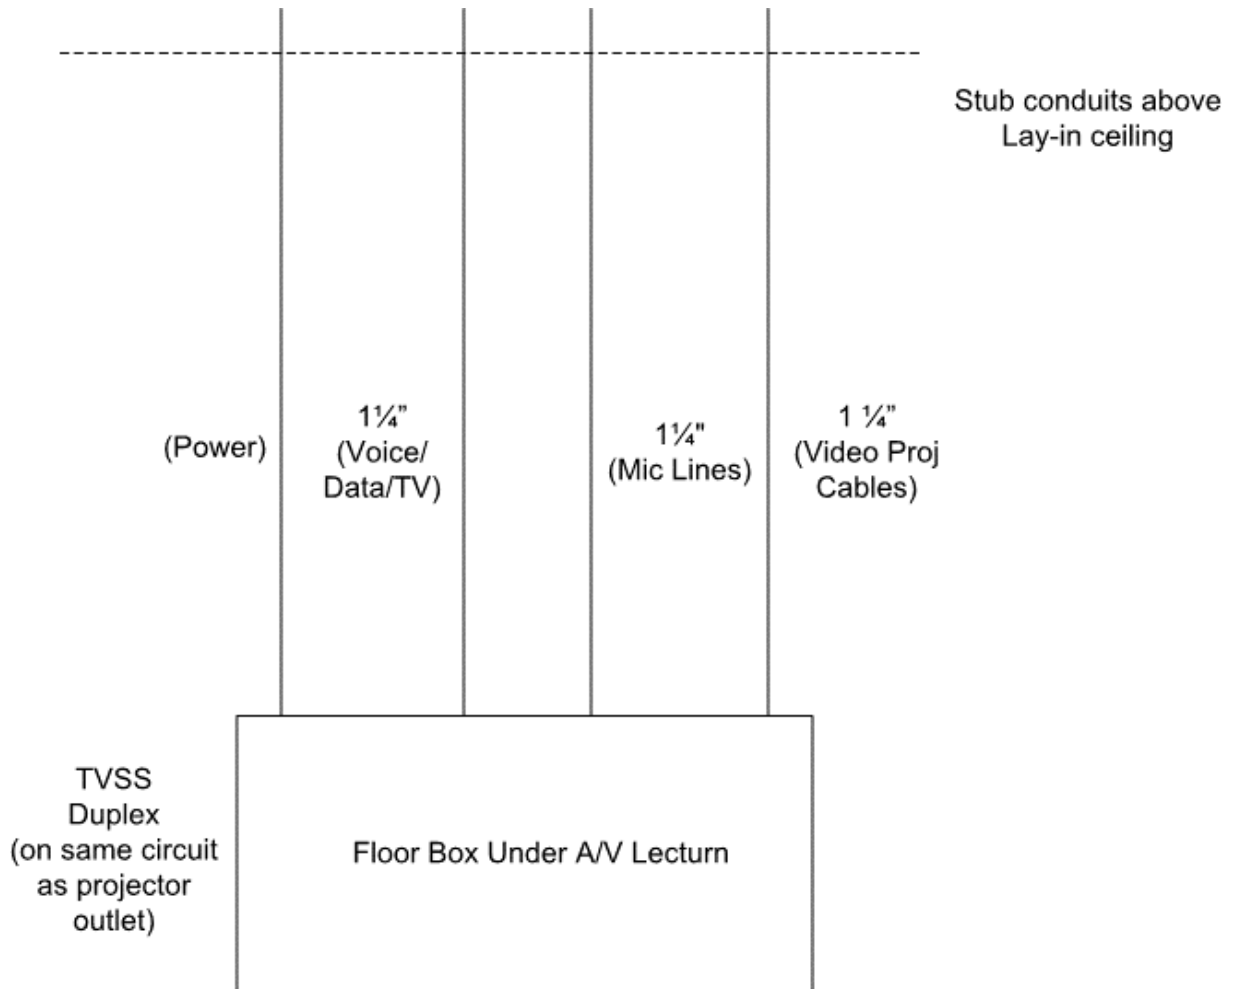 Stub conduits above
Lay-in ceiling
(Power)
1¼”
(Voice/
Data/TV)
1¼"
(Mic Lines)
1 ¼”
(Video Proj
Cables)
TVSS
Duplex
(on same circuit
as projector
outlet)
Floor Box Under A/V Lecturn